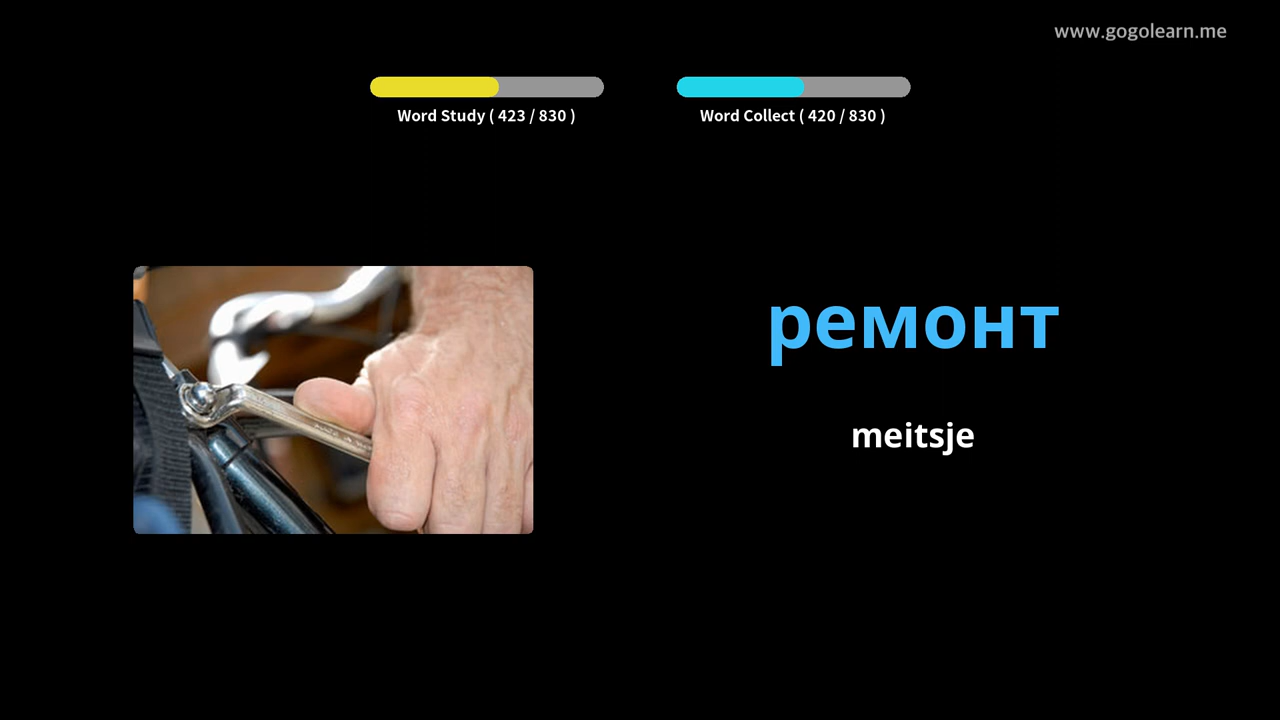 www.gogolearn.me
Word Study ( 423 / 830 )
Word Collect ( 420 / 830 )
ремонт
meitsje